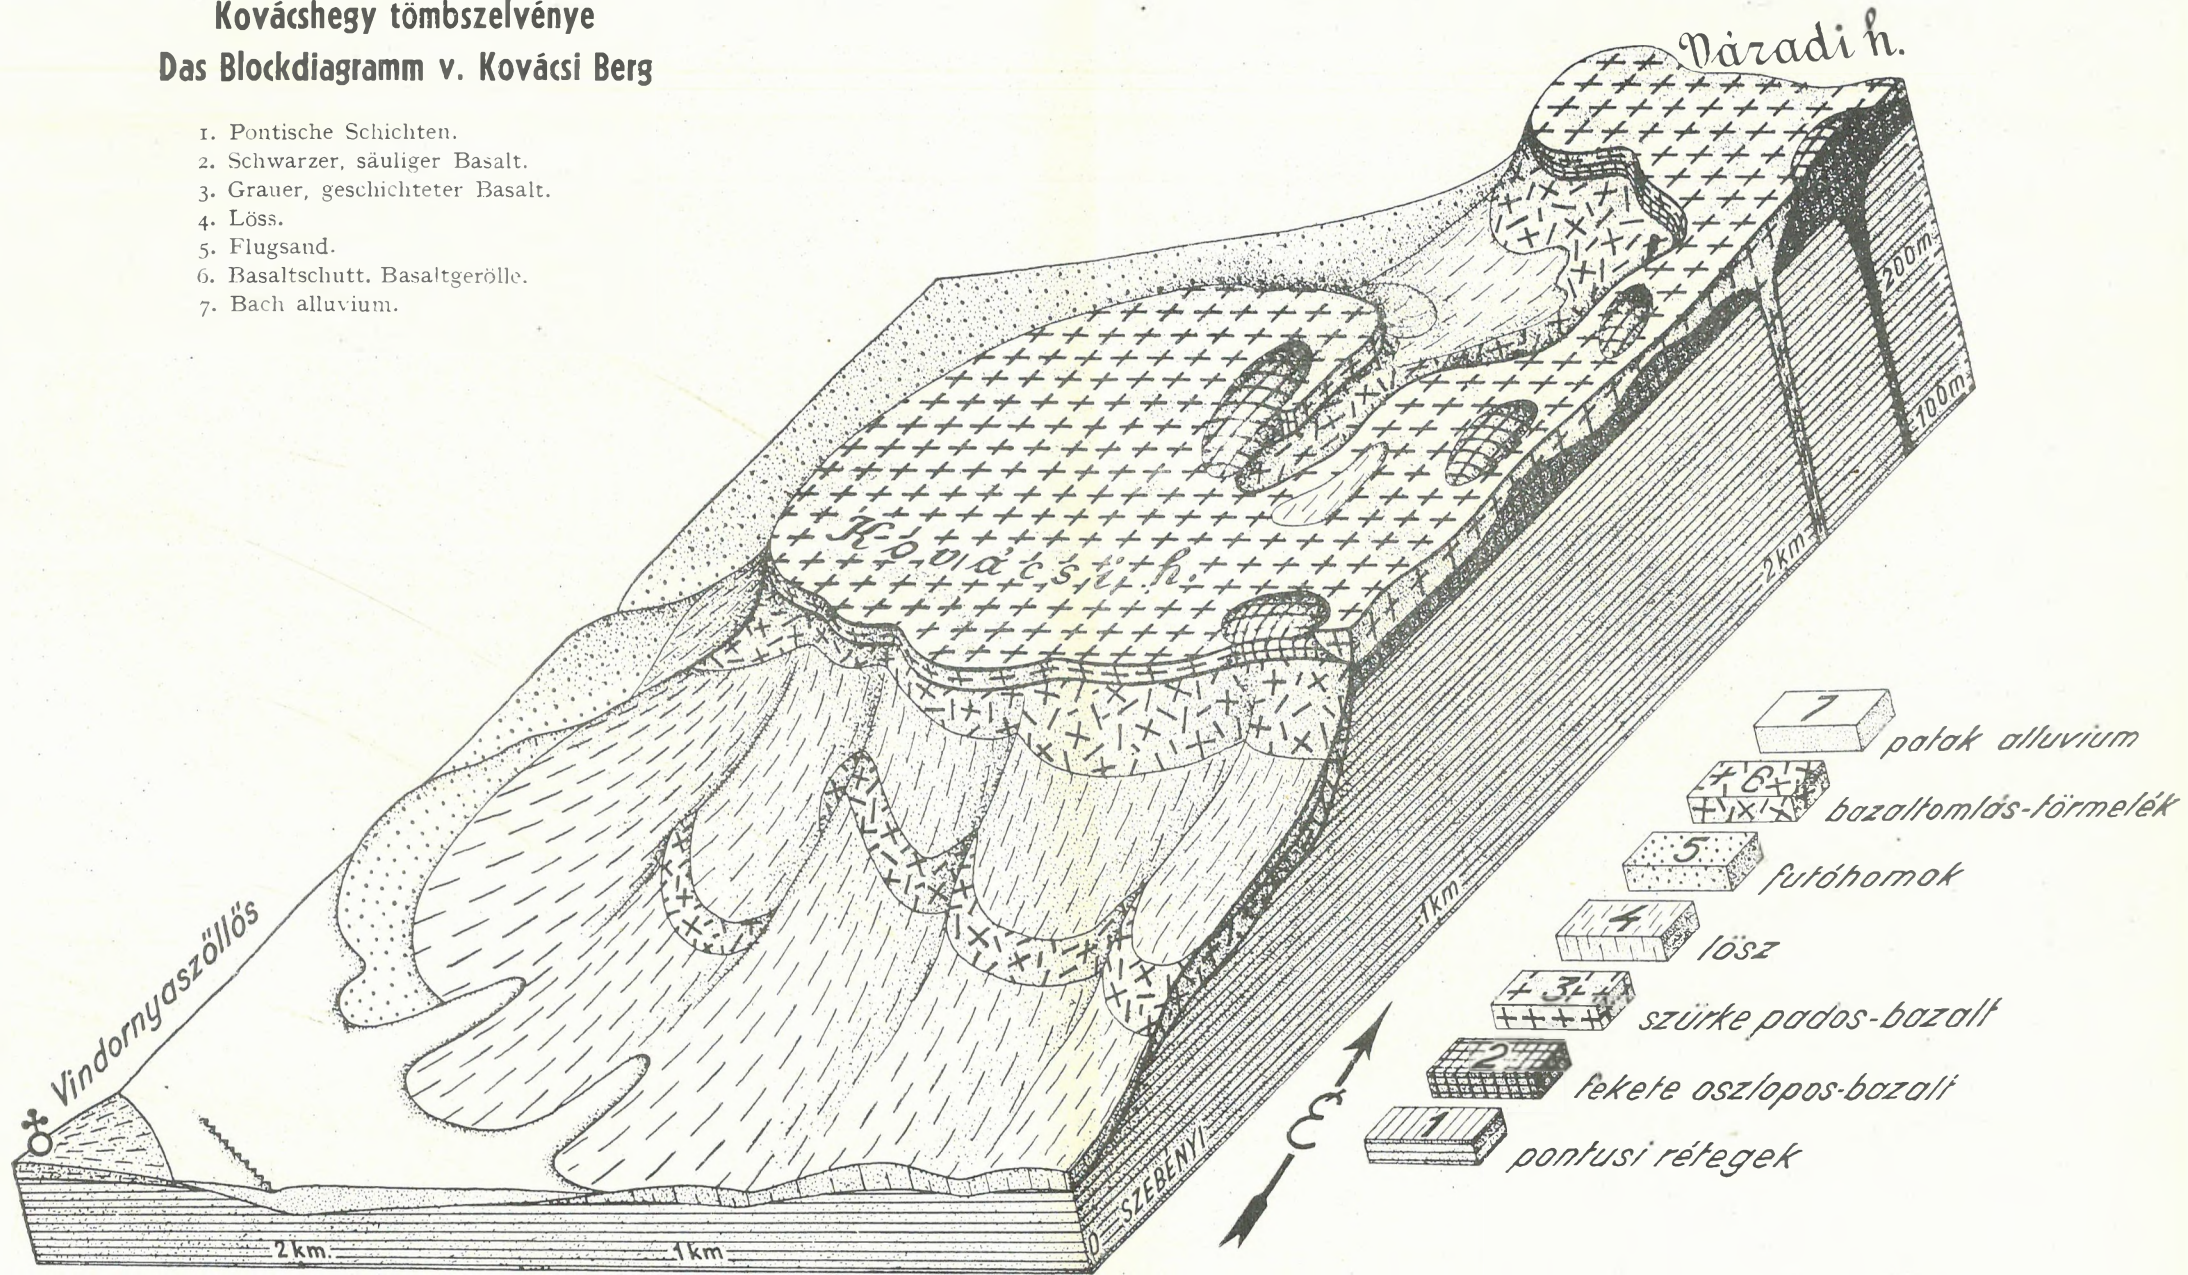 Kovácshegy tömbszelvénye
Das Blockdiagramm v. Kovácsi Berg
1. Pontische Schichten.
2. Schwarzer, säuliger Basalt.
3. Grauer, geschichteter Basalt.
4. Löss.
5. Flugsand.
6. Basaltschutt. Basaltgerölle.
7. Bach alluvium.
Váradi h.
200m
100m
Kovácsi h.
2km
7
patak alluvium
6
bazaltomlás-törmelék
5
futóhomok
1km
4
lösz
Vindornyaszöllős
3
szürke pados-bazalt
2
fekete oszlopos-bazalt
É
1
pontusi rétegek
SZEBÉNYI
0
2km.
1km